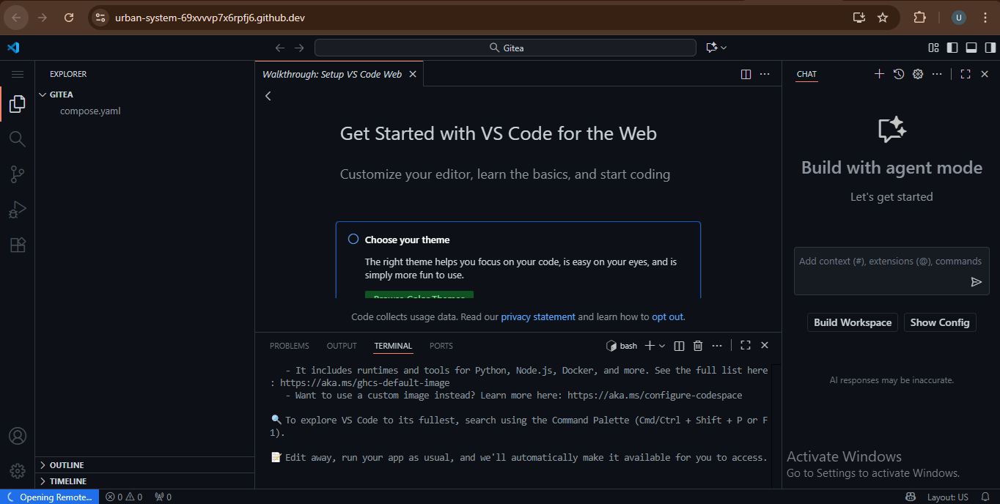 urban-system-69xvvvp7x6rpfj6.github.dev
U
Gitea
EXPLORER
GITEA
compose.yaml
OUTLINE
TIMELINE
Walkthrough: Setup VS Code Web
Get Started with VS Code for the Web
Customize your editor, learn the basics, and start coding
Choose your theme
The right theme helps you focus on your code, is easy on your eyes, and is
simply more fun to use.
Browse Color Themes
Code collects usage data. Read our privacy statement and learn how to opt out.
PROBLEMS OUTPUT TERMINAL PORTS
bash
- It includes runtimes and tools for Python, Node.js, Docker, and more. See the full list here
: https://aka.ms/ghcs-default-image
- Want to use a custom image instead? Learn more here: https://aka.ms/configure-codespace
To explore VS Code to its fullest, search using the Command Palette (Cmd/Ctrl + Shift + P or F
1).
Edit away, run your app as usual, and we'll automatically make it available for you to access.
CHAT
Build with agent mode
Let's get started
Add context (#), extensions (@), commands
Build Workspace Show Config
AI responses may be inaccurate.
Activate Windows
Go to Settings to activate Windows.
Opening Remote... 0 0 0
Layout: US